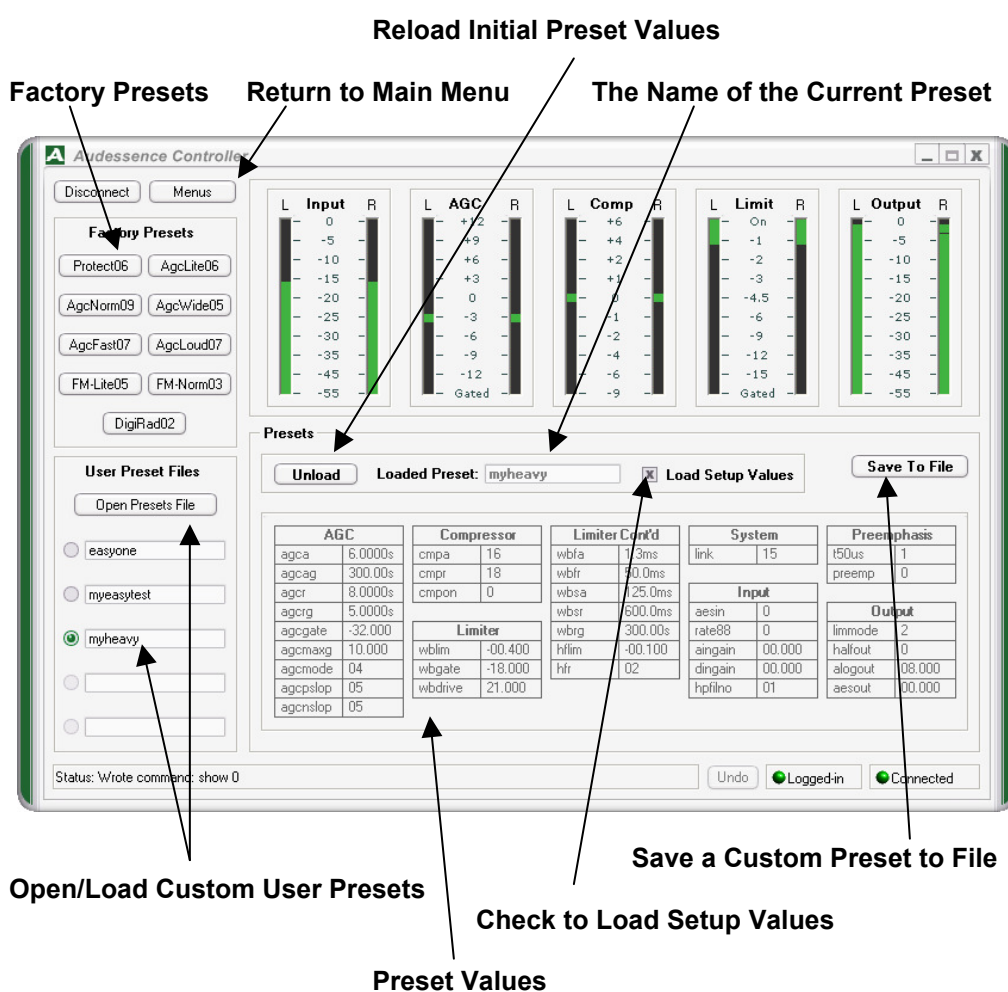 Reload Initial Preset Values
Factory Presets
Return to Main Menu
The Name of the Current Preset
A Audessence Controller
Disconnect
Menus
Factory Presets
Protect06
AgcLite06
AgcNorm09
AgcWide05
AgcFast07
AgcLoud07
FM-Lite05
FM-Norm03
DigiRad02
User Preset Files
Open Presets File
easyone
myeasytest
myheavy
L Input R
0
-5
-10
-15
-20
-25
-30
-35
-45
-55
L AGC R
+12
+9
+6
+3
0
-3
-6
-9
-12
Gated
L Comp R
+6
+4
+2
+1
0
-1
-2
-4
-6
-9
L Limit R
On
-1
-2
-3
-4.5
-6
-9
-12
-15
Gated
L Output R
0
-5
-10
-15
-20
-25
-30
-35
-45
-55
Presets
Unload
Loaded Preset: myheavy
X Load Setup Values
Save To File
AGC
agca 6.0000s
agcag 300.00s
agcr 8.0000s
agcrg 5.0000s
agcgate -32.000
agcmaxg 10.000
agcmode 04
agcpslop 05
agcnslop 05
Compressor
cmpa 16
cmpr 18
cmpon 0
Limiter
wblim -00.400
wbgate -18.000
wbdrive 21.000
Limiter Cont'd
wbfa 1.3ms
wbfr 50.0ms
wbsa 125.0ms
wbsr 600.0ms
wbrg 300.00s
hflim -00.100
hfr 02
System
link 15
Input
aesin 0
rate88 0
aingain 00.000
dingain 00.000
hpfilno 01
Preemphasis
t50us 1
preemp 0
Output
limmode 2
halfout 0
alogout 08.000
aesout 00.000
Status: Wrote command: show 0
Undo
Logged-in
Connected
Save a Custom Preset to File
Open/Load Custom User Presets
Check to Load Setup Values
Preset Values